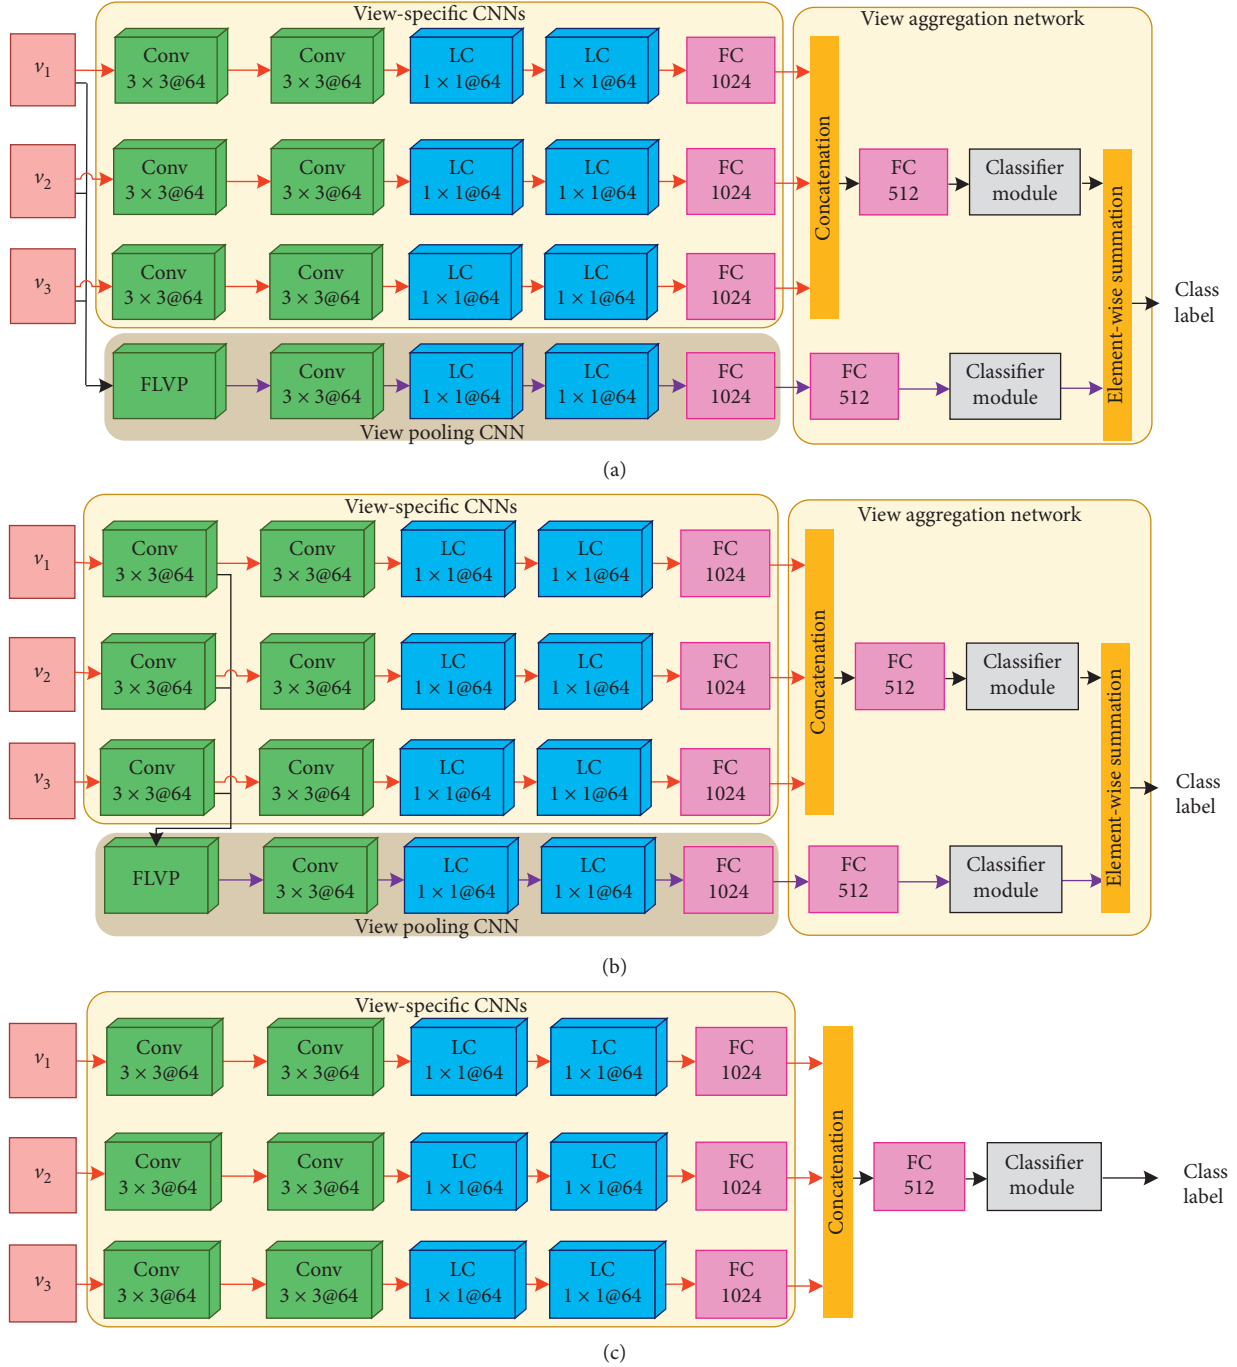 View-specific CNNs
View aggregation network
v1
Conv
3 × 3@64
Conv
3 × 3@64
LC
1 × 1@64
LC
1 × 1@64
FC
1024
v2
Conv
3 × 3@64
Conv
3 × 3@64
LC
1 × 1@64
LC
1 × 1@64
FC
1024
v3
Conv
3 × 3@64
Conv
3 × 3@64
LC
1 × 1@64
LC
1 × 1@64
FC
1024
Concatenation
FC
512
Classifier
module
Element-wise summation
Class
label
FLVP
Conv
3 × 3@64
LC
1 × 1@64
LC
1 × 1@64
FC
1024
FC
512
Classifier
module
View pooling CNN
(a)
View-specific CNNs
View aggregation network
v1
Conv
3 × 3@64
Conv
3 × 3@64
LC
1 × 1@64
LC
1 × 1@64
FC
1024
v2
Conv
3 × 3@64
Conv
3 × 3@64
LC
1 × 1@64
LC
1 × 1@64
FC
1024
v3
Conv
3 × 3@64
Conv
3 × 3@64
LC
1 × 1@64
LC
1 × 1@64
FC
1024
Concatenation
FC
512
Classifier
module
Element-wise summation
Class
label
FLVP
Conv
3 × 3@64
LC
1 × 1@64
LC
1 × 1@64
FC
1024
FC
512
Classifier
module
View pooling CNN
(b)
View-specific CNNs
v1
Conv
3 × 3@64
Conv
3 × 3@64
LC
1 × 1@64
LC
1 × 1@64
FC
1024
v2
Conv
3 × 3@64
Conv
3 × 3@64
LC
1 × 1@64
LC
1 × 1@64
FC
1024
v3
Conv
3 × 3@64
Conv
3 × 3@64
LC
1 × 1@64
LC
1 × 1@64
FC
1024
Concatenation
FC
512
Classifier
module
Class
label
(c)